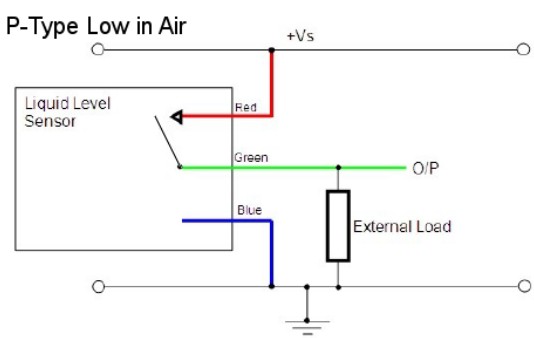 P-Type Low in Air
+Vs
Liquid Level
Sensor
Red
Green
O/P
Blue
External Load